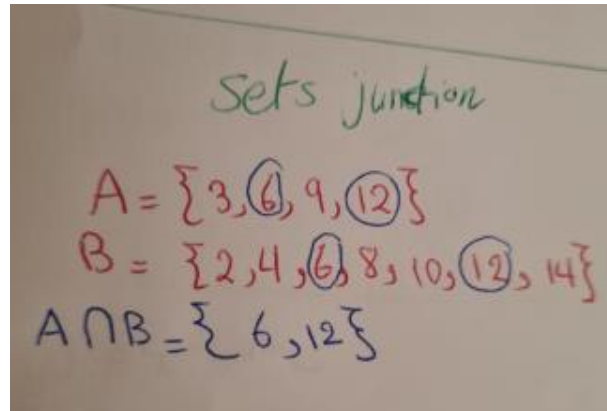 Sets junction
A = {3, 6, 9, 12}
B = {2, 4, 6, 8, 10, 12, 14}
A ∩ B = { 6, 12}